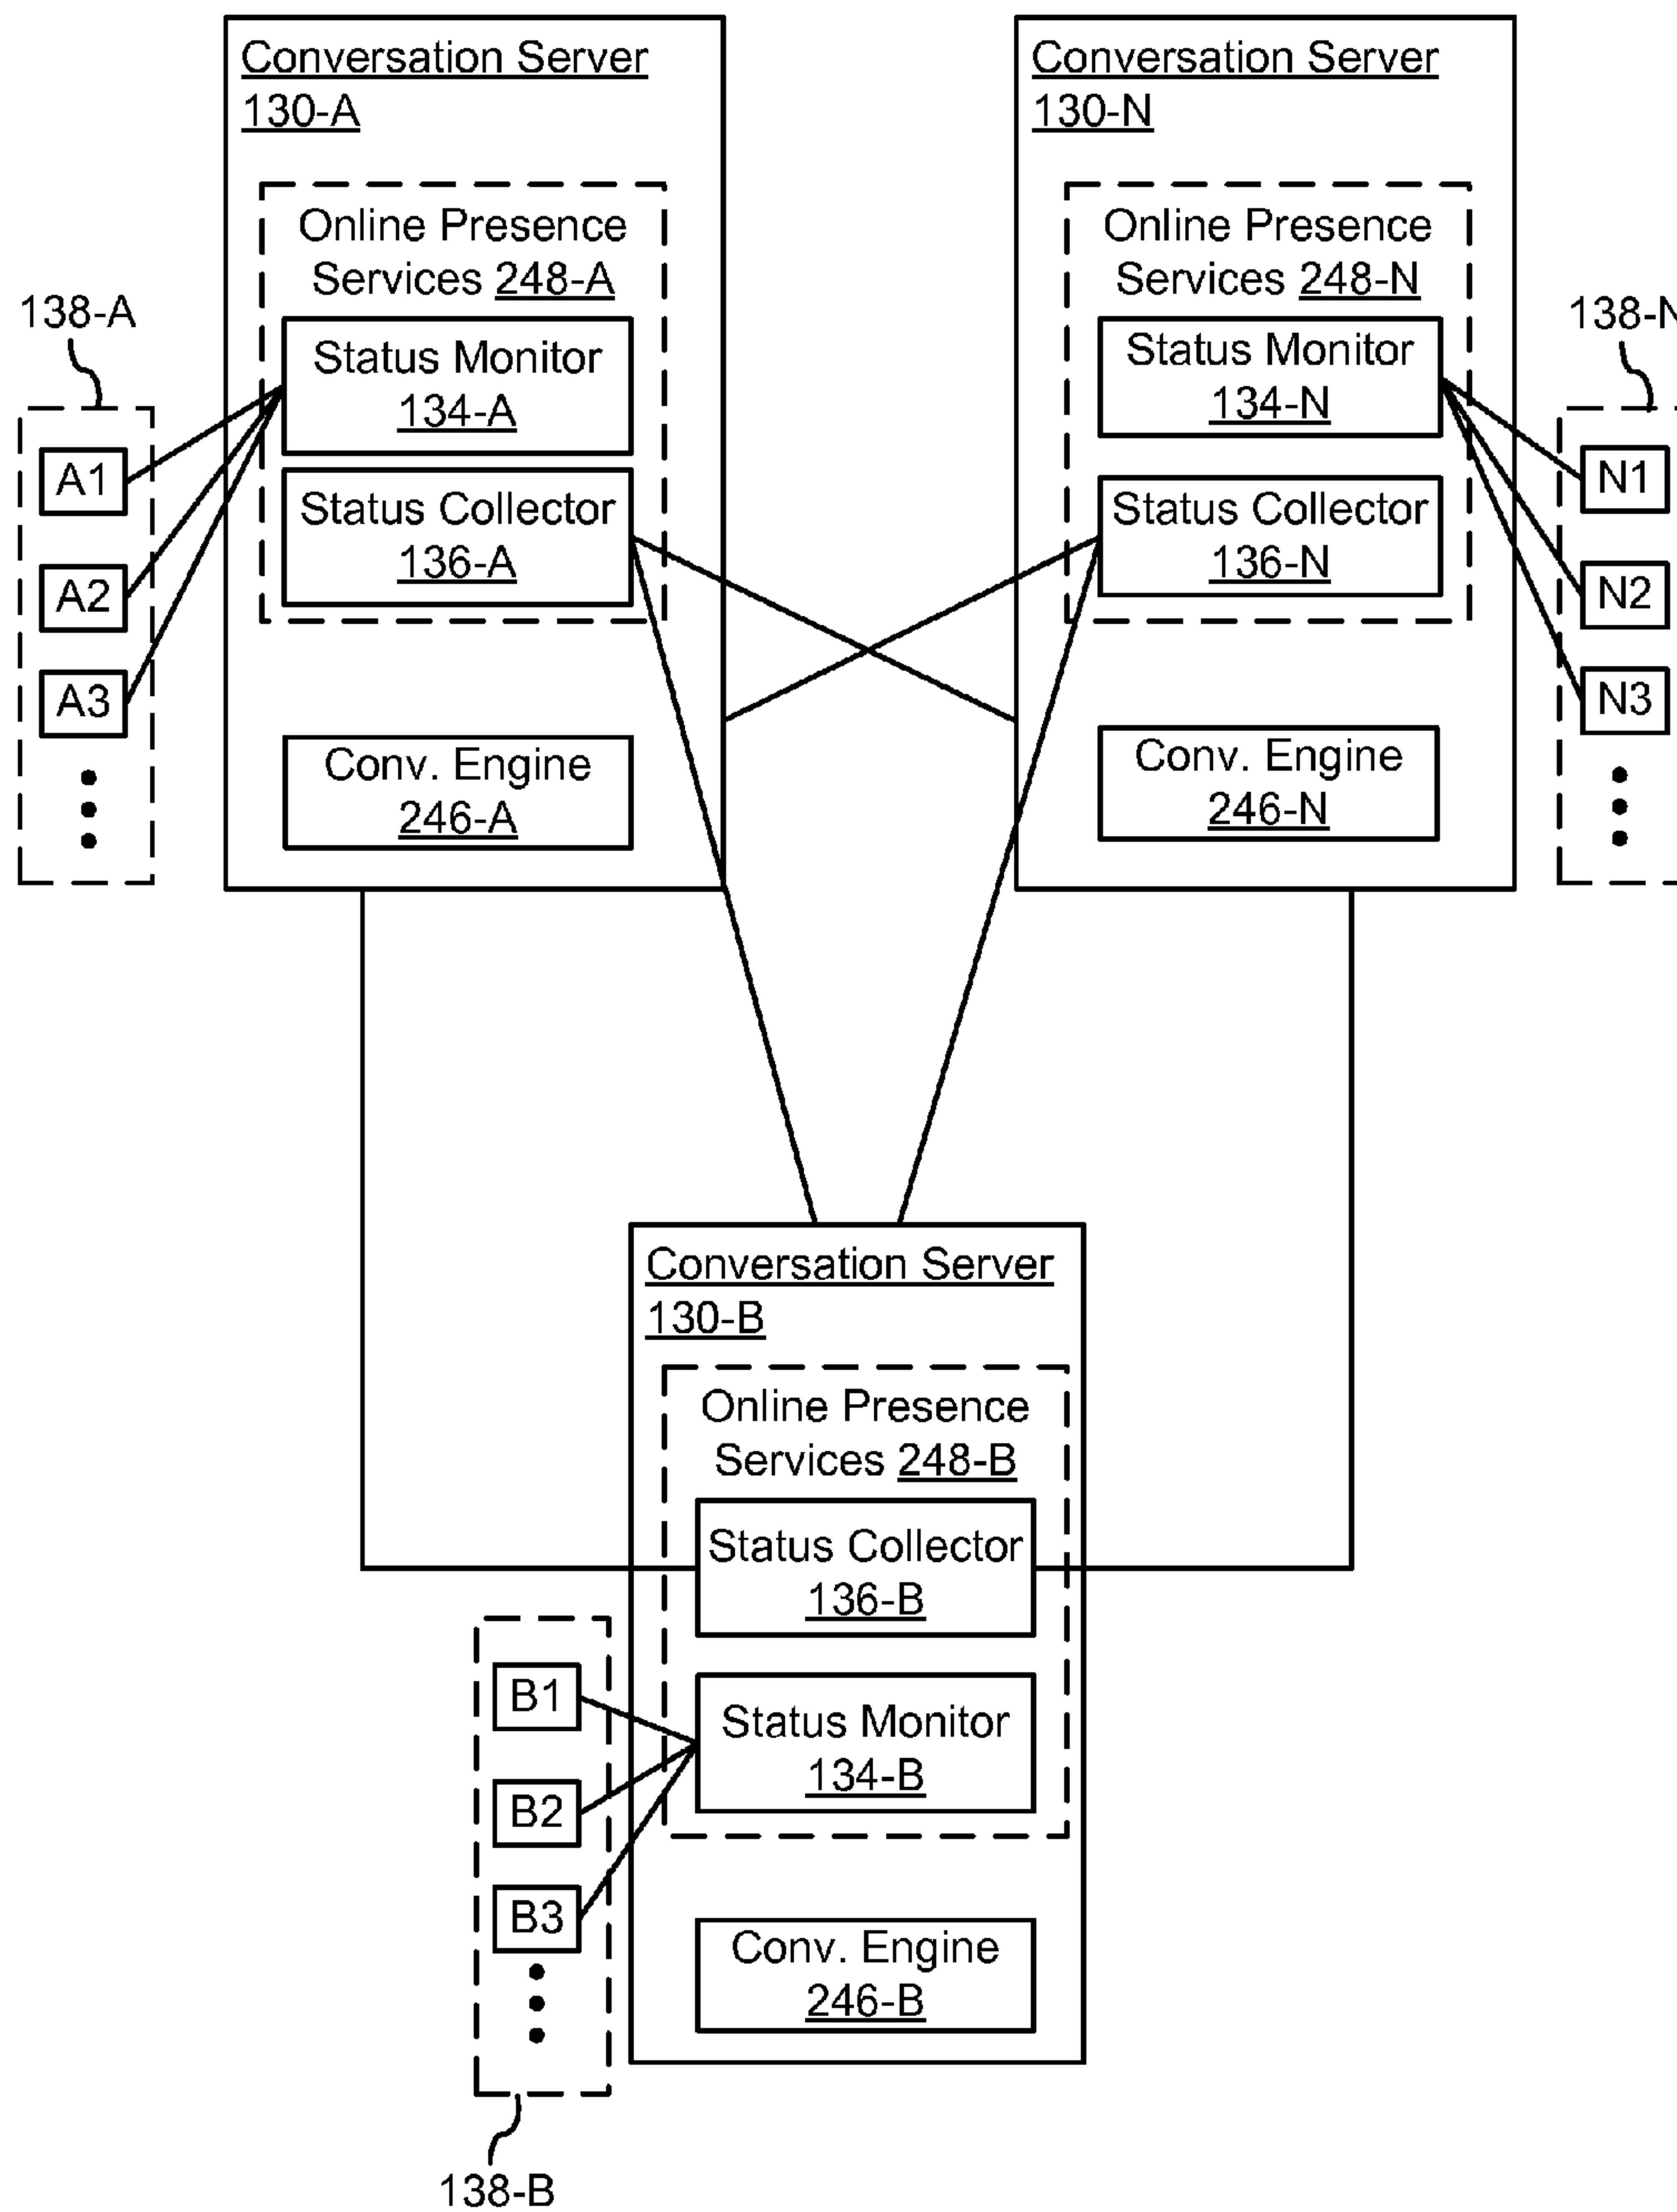 Conversation Server
130-A
Online Presence
Services 248-A
Status Monitor
134-A
Status Collector
136-A
Conv. Engine
246-A
138-A
A1
A2
A3
Conversation Server
130-N
Online Presence
Services 248-N
Status Monitor
134-N
Status Collector
136-N
Conv. Engine
246-N
138-N
N1
N2
N3
Conversation Server
130-B
Online Presence
Services 248-B
Status Collector
136-B
Status Monitor
134-B
Conv. Engine
246-B
B1
B2
B3
138-B